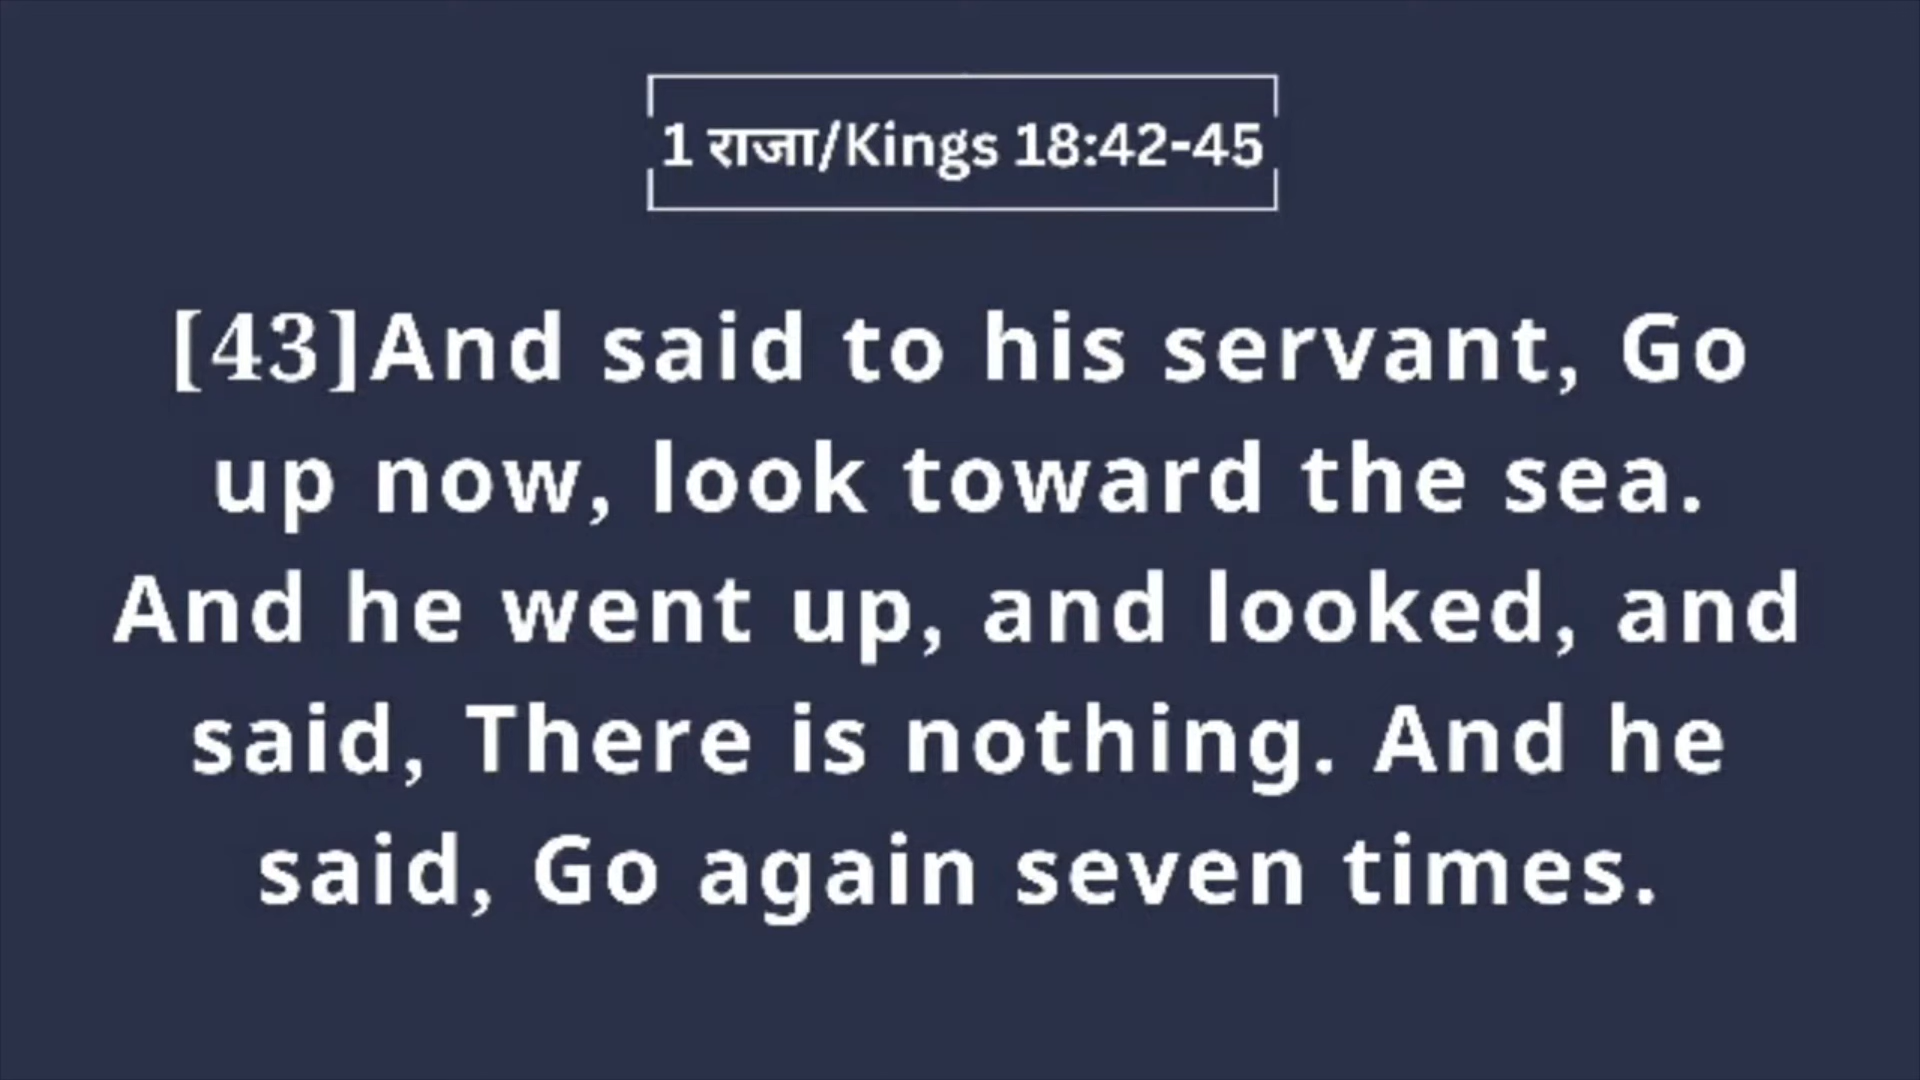 1 राजा/Kings 18:42-45
[43]And said to his servant, Go
up now, look toward the sea.
And he went up, and looked, and
said, There is nothing. And he
said, Go again seven times.